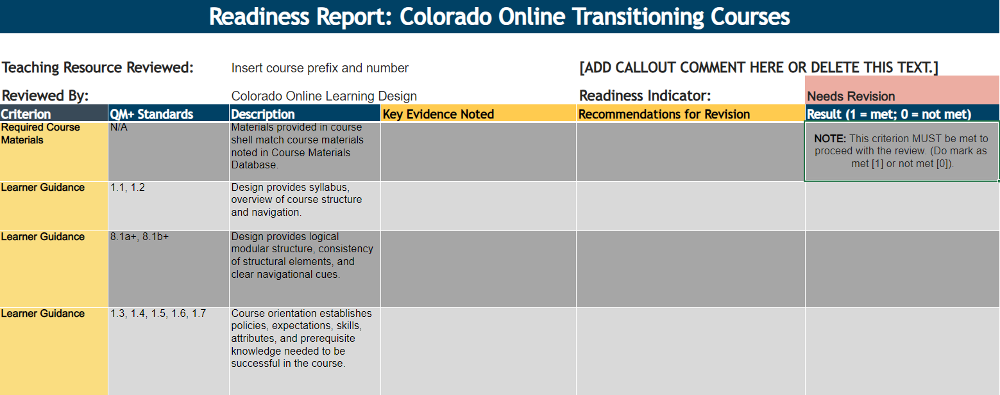 Readiness Report: Colorado Online Transitioning Courses
Teaching Resource Reviewed:
Insert course prefix and number
[ADD CALLOUT COMMENT HERE OR DELETE THIS TEXT.]
Reviewed By:
Colorado Online Learning Design
Readiness Indicator:
Needs Revision
Criterion
QM+ Standards
Description
Key Evidence Noted
Recommendations for Revision
Result (1 = met; 0 = not met)
Required Course
Materials
N/A
Materials provided in course
shell match course materials
noted in Course Materials
Database.
NOTE: This criterion MUST be met to
proceed with the review. (Do mark as
met [1] or not met [0]).
Learner Guidance
1.1, 1.2
Design provides syllabus,
overview of course structure
and navigation.
Learner Guidance
8.1a+, 8.1b+
Design provides logical
modular structure, consistency
of structural elements, and
clear navigational cues.
Learner Guidance
1.3, 1.4, 1.5, 1.6, 1.7
Course orientation establishes
policies, expectations, skills,
attributes, and prerequisite
knowledge needed to be
successful in the course.